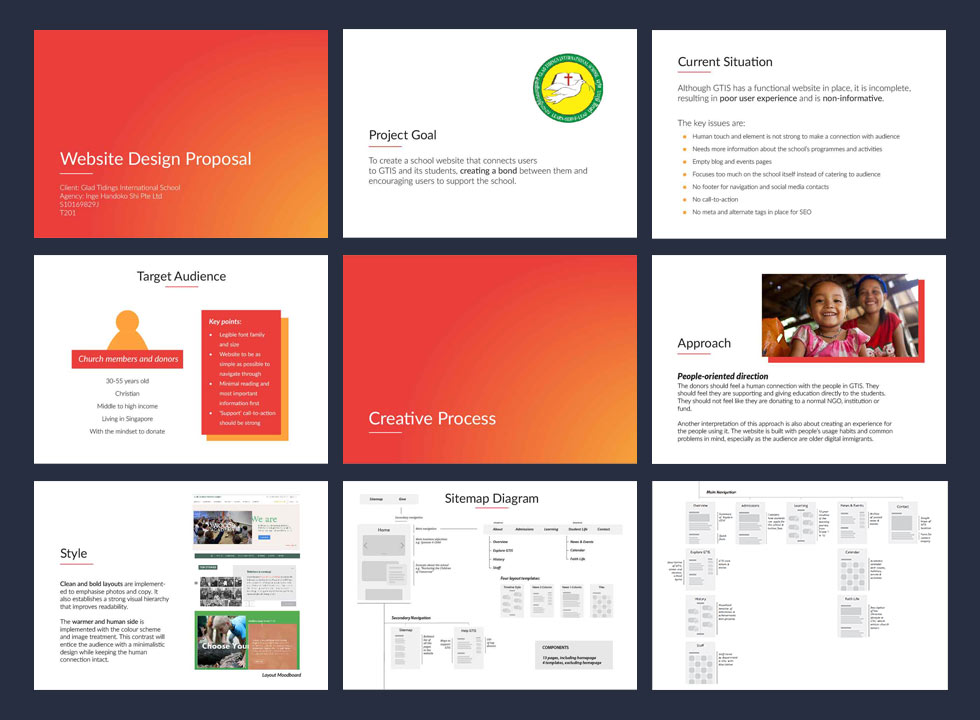 Website Design Proposal
Client: Glad Tidings International School
Agency: Inge Handoko Shi Pte Ltd
S10169829J
T201
Project Goal
To create a school website that connects users
to GTIS and its students, creating a bond between them and
encouraging users to support the school.
Current Situation
Although GTIS has a functional website in place, it is incomplete,
resulting in poor user experience and is non-informative.
The key issues are:
Human touch and element is not strong to make a connection with audience
Needs more information about the school's programmes and activities
Empty blog and events pages
Focuses too much on the school itself instead of catering to audience
No footer for navigation and social media contacts
No call-to-action
No meta and alternate tags in place for SEO
Target Audience
Church members and donors
30-55 years old
Christian
Middle to high income
Living in Singapore
With the mindset to donate
Key points:
Legible font family
and size
Website to be as
simple as possible to
navigate through
Minimal reading and
most important
information first
'Support' call-to-action
should be strong
Creative Process
Approach
People-oriented direction
The donors should feel a human connection with the people in GTIS. They
should feel they are supporting and giving education directly to the students.
They should not feel like they are donating to a normal NGO, institution or
fund.
Another interpretation of this approach is also about creating an experience for
the people using it. The website is built with people's usage habits and common
problems in mind, especially as the audience are older digital immigrants.
Style
Clean and bold layouts are implement-
ed to emphasise photos and copy. It
also establishes a strong visual hierarchy
that improves readability.
The warmer and human side is
implemented with the colour scheme
and image treatment. This contrast will
entice the audience with a minimalistic
design while keeping the human
connection intact.
We are
Choose Your
Layout Moodboard
Sitemap Diagram
Sitemap
Give
Secondary navigation
Home
Main navigation
About
Admissions
Learning
Student Life
Contact
Overview
Explore GTIS
History
Staff
News & Events
Calendar
Faith Life
Four layout templates:
Secondary Navigation
Sitemap
Help GTIS
COMPONENTS
13 pages, including homepage
4 templates, excluding homepage
Main Navigation
Overview
Admissions
Learning
News & Events
Contact
Explore GTIS
Calendar
History
Faith Life
Staff